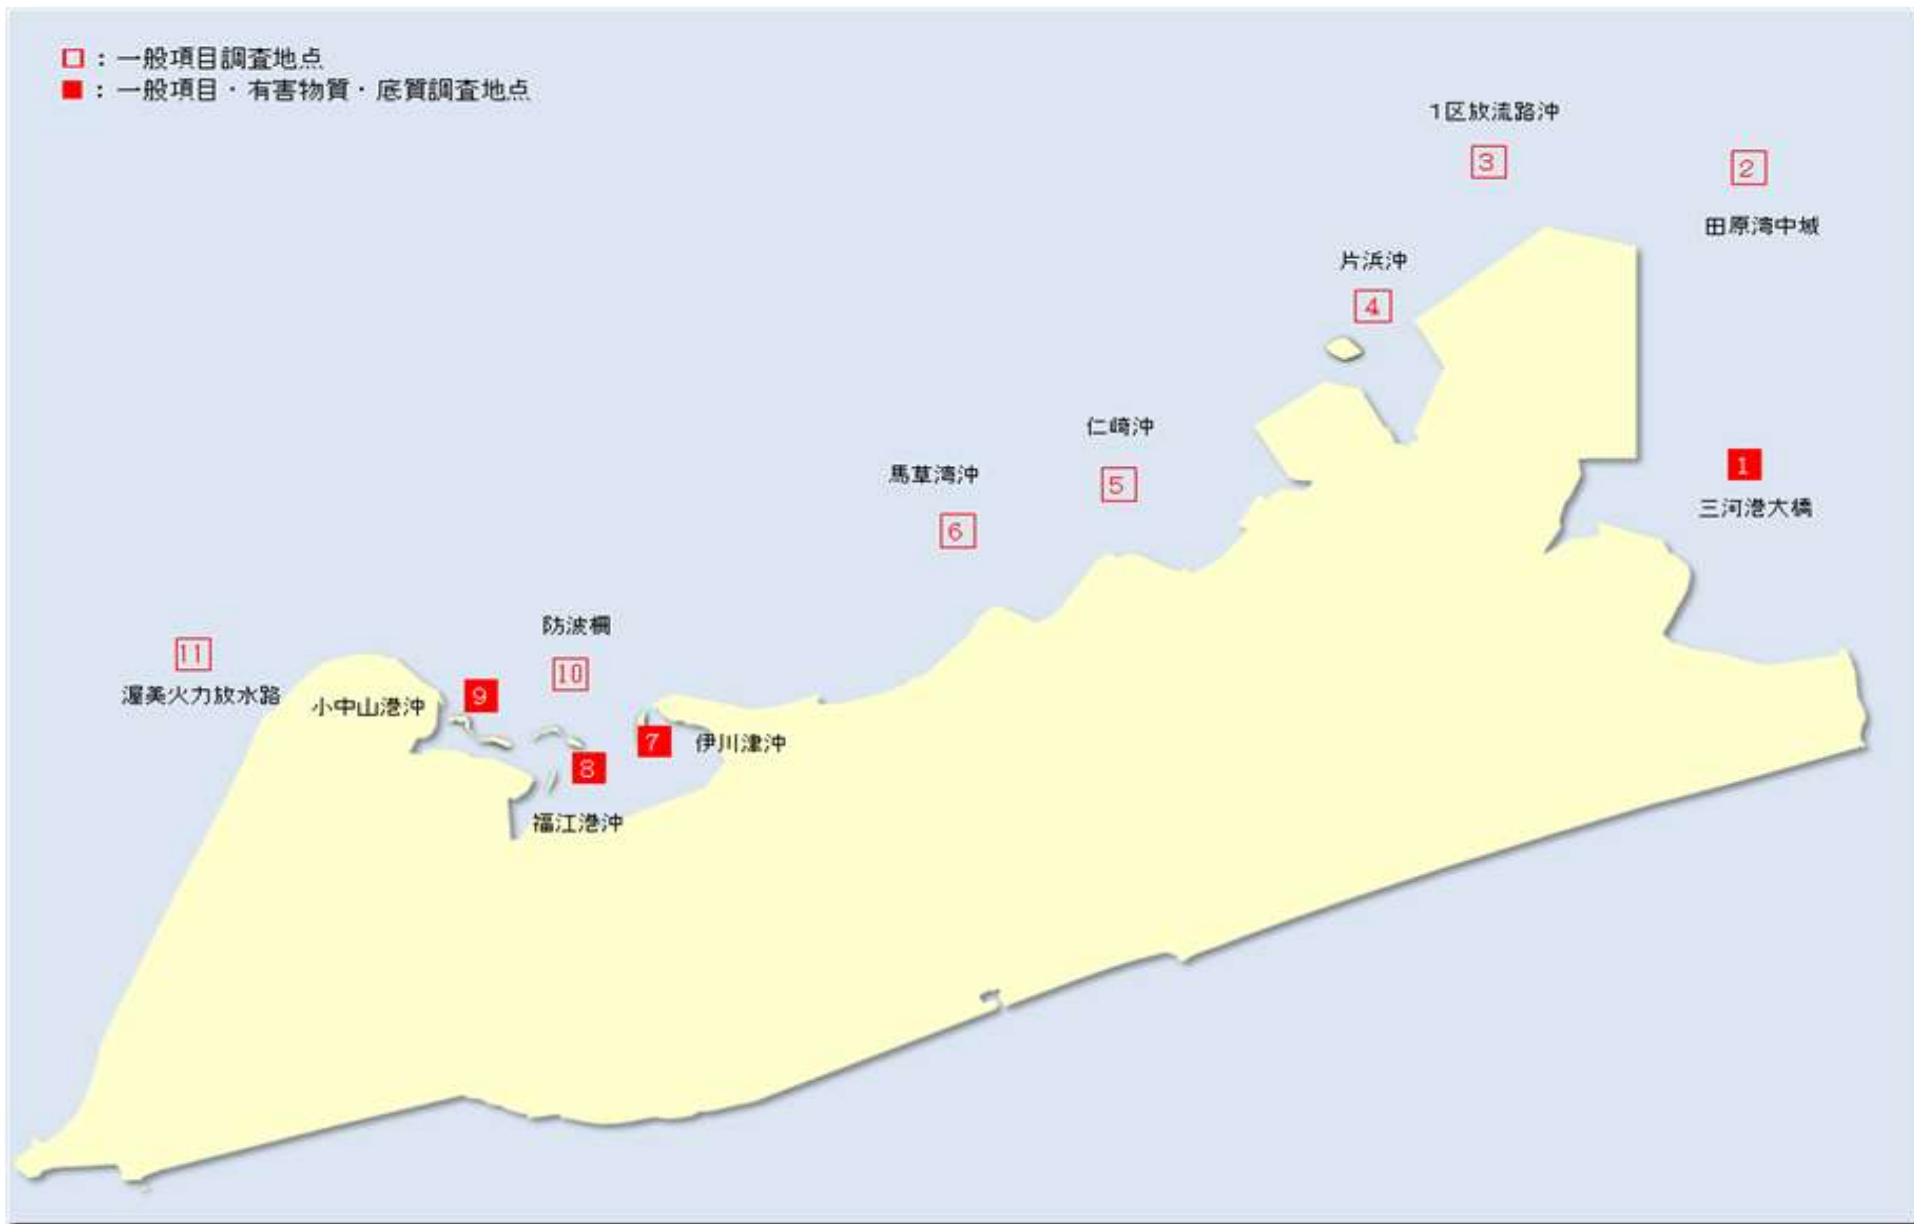 □：一般項目調査地点
■：一般項目・有害物質・底質調査地点
1区放流路沖
3
2
田原湾中域
片浜沖
4
仁崎沖
5
馬草湾沖
6
1
三河港大橋
防波柵
10
11
渥美火力放水路
小中山港沖
9
7
伊川津沖
8
福江港沖